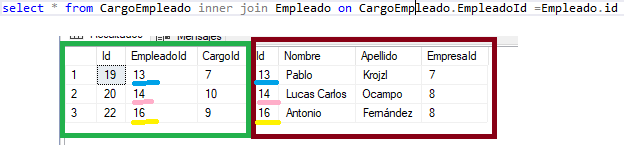 select * from CargoEmpleado inner join Empleado on CargoEmpleado.EmpleadoId =Empleado.id
Resultados Mensajes
Id EmpleadoId CargoId Id Nombre Apellido EmpresaId
1 19 13 7 13 Pablo Krojzl 7
2 20 14 10 14 Lucas Carlos Ocampo 8
3 22 16 9 16 Antonio Fernández 8